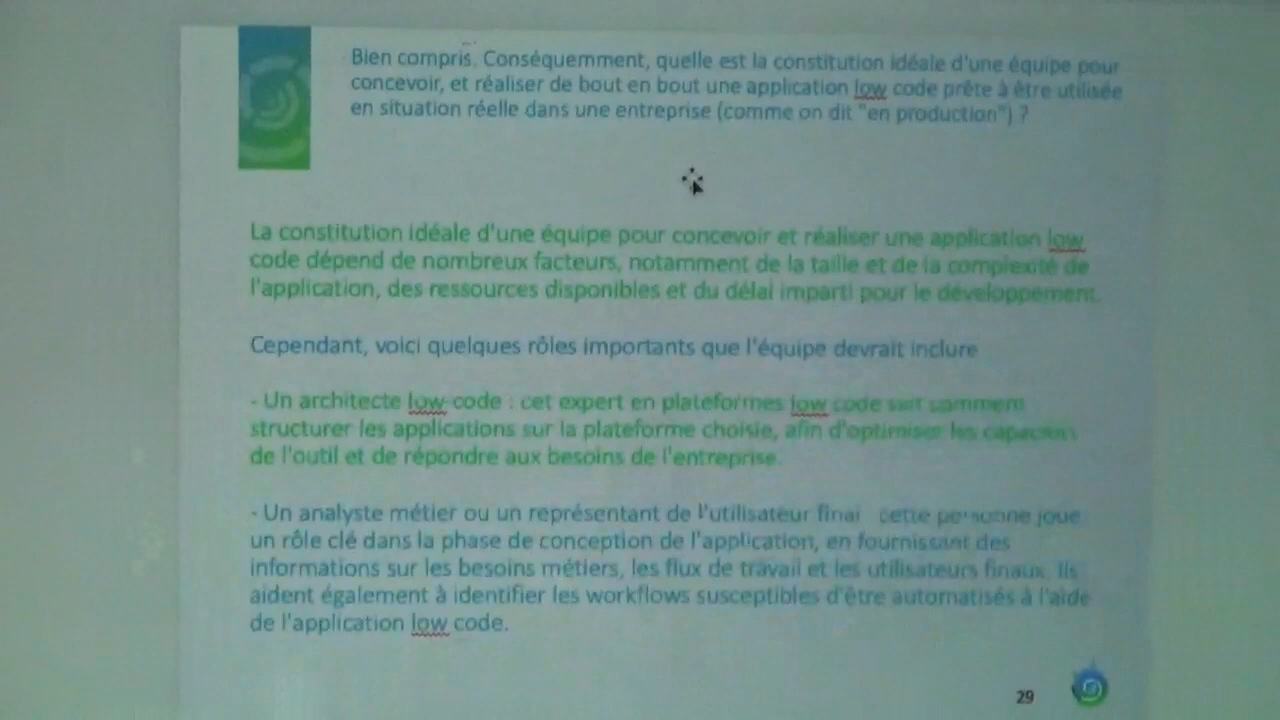 Bien compris. Conséquemment, quelle est la constitution idéale d'une équipe pour
concevoir, et réaliser de bout en bout une application low code prête à être utilisée
en situation réelle dans une entreprise (comme on dit "en production") ?
La constitution idéale d'une équipe pour concevoir et réaliser une application low
code dépend de nombreux facteurs, notamment de la taille et de la complexité de
l'application, des ressources disponibles et du délai imparti pour le développement.
Cependant, voici quelques rôles importants que l'équipe devrait inclure
- Un architecte low code : cet expert en plateformes low code sait comment
structurer les applications sur la plateforme choisie, afin d'optimiser les
de l'outil et de répondre aux besoins de l'entreprise.
- Un analyste métier ou un représentant de l'utilisateur final : cette personne joue
un rôle clé dans la phase de conception de l'application, en fournissant des
informations sur les besoins métiers, les flux de travail et les utilisateurs finaux. Ils
aident également à identifier les workflows susceptibles d'être automatisés à l'aide
de l'application low code.
29